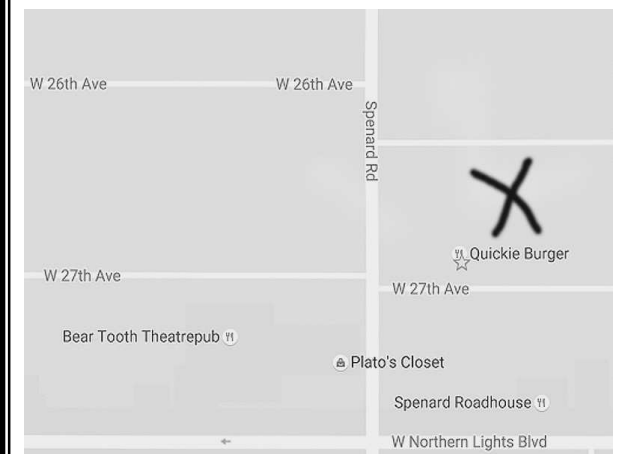 W 26th Ave
W 26th Ave
Spenard Rd
Quickie Burger
W 27th Ave
W 27th Ave
Bear Tooth Theatrepub
Plato's Closet
Spenard Roadhouse
W Northern Lights Blvd